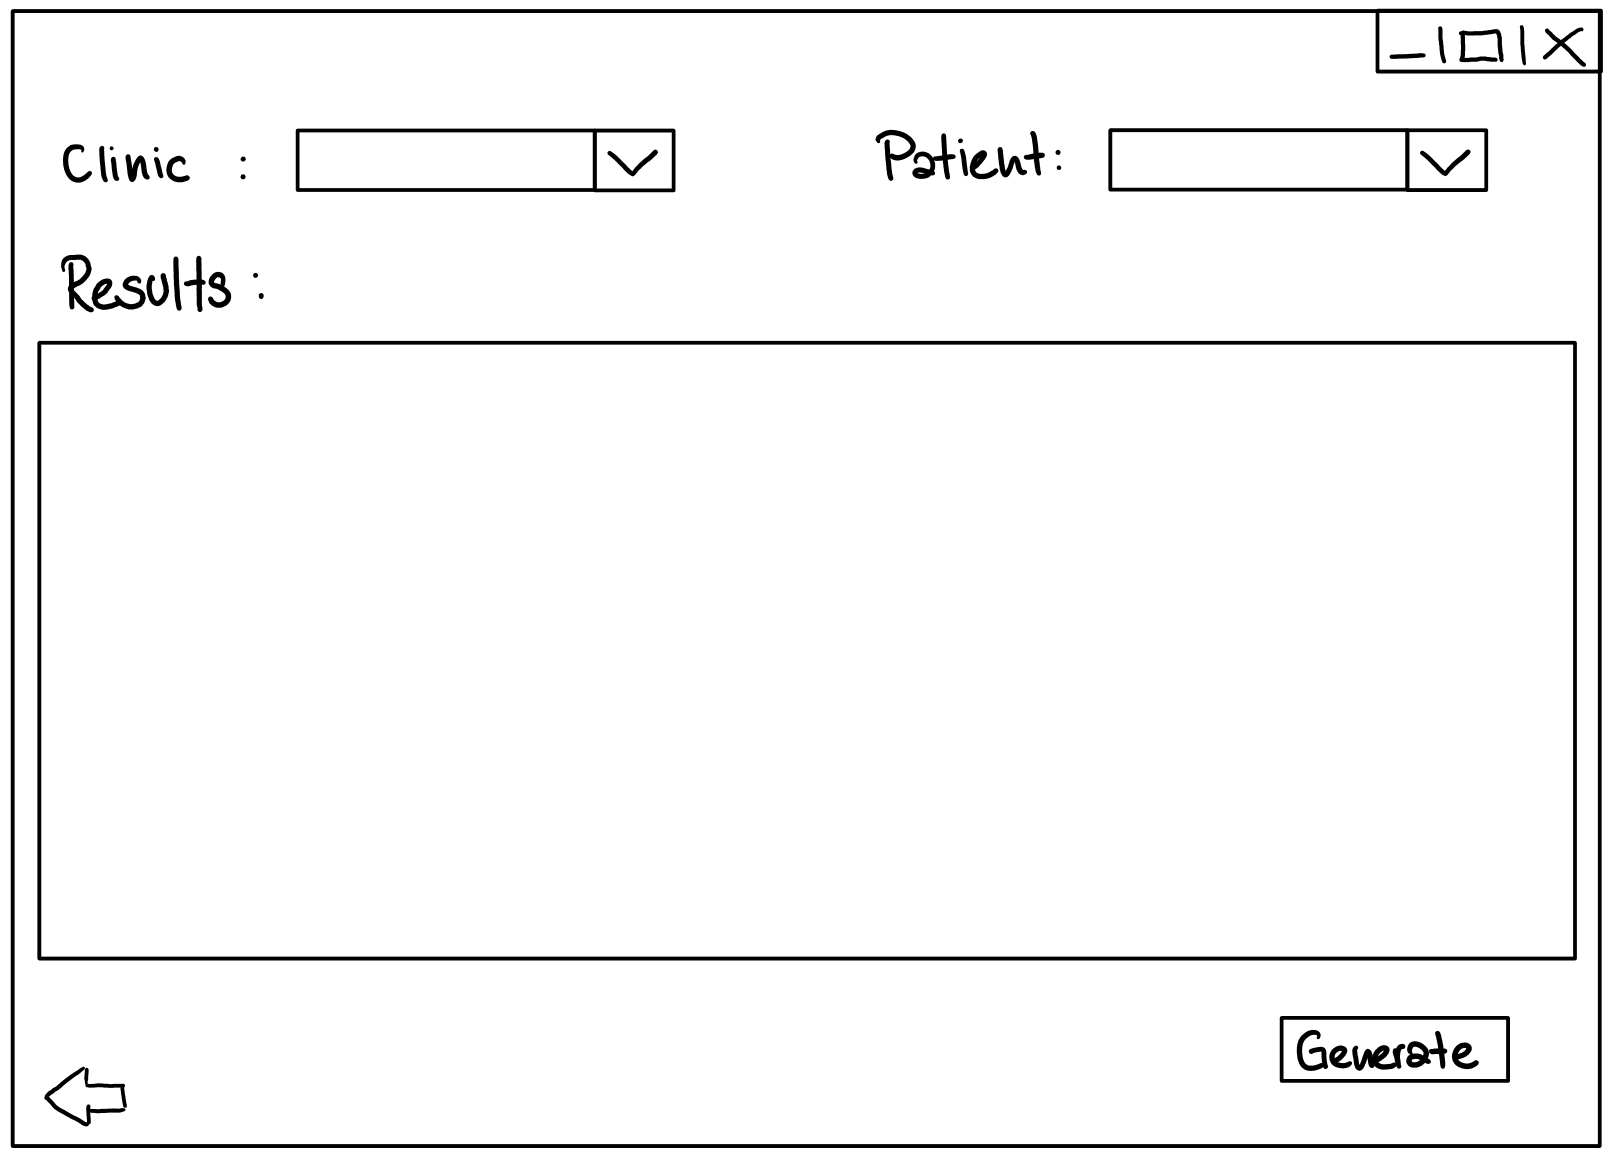 Clinic :
Patient:
Results :
Generate